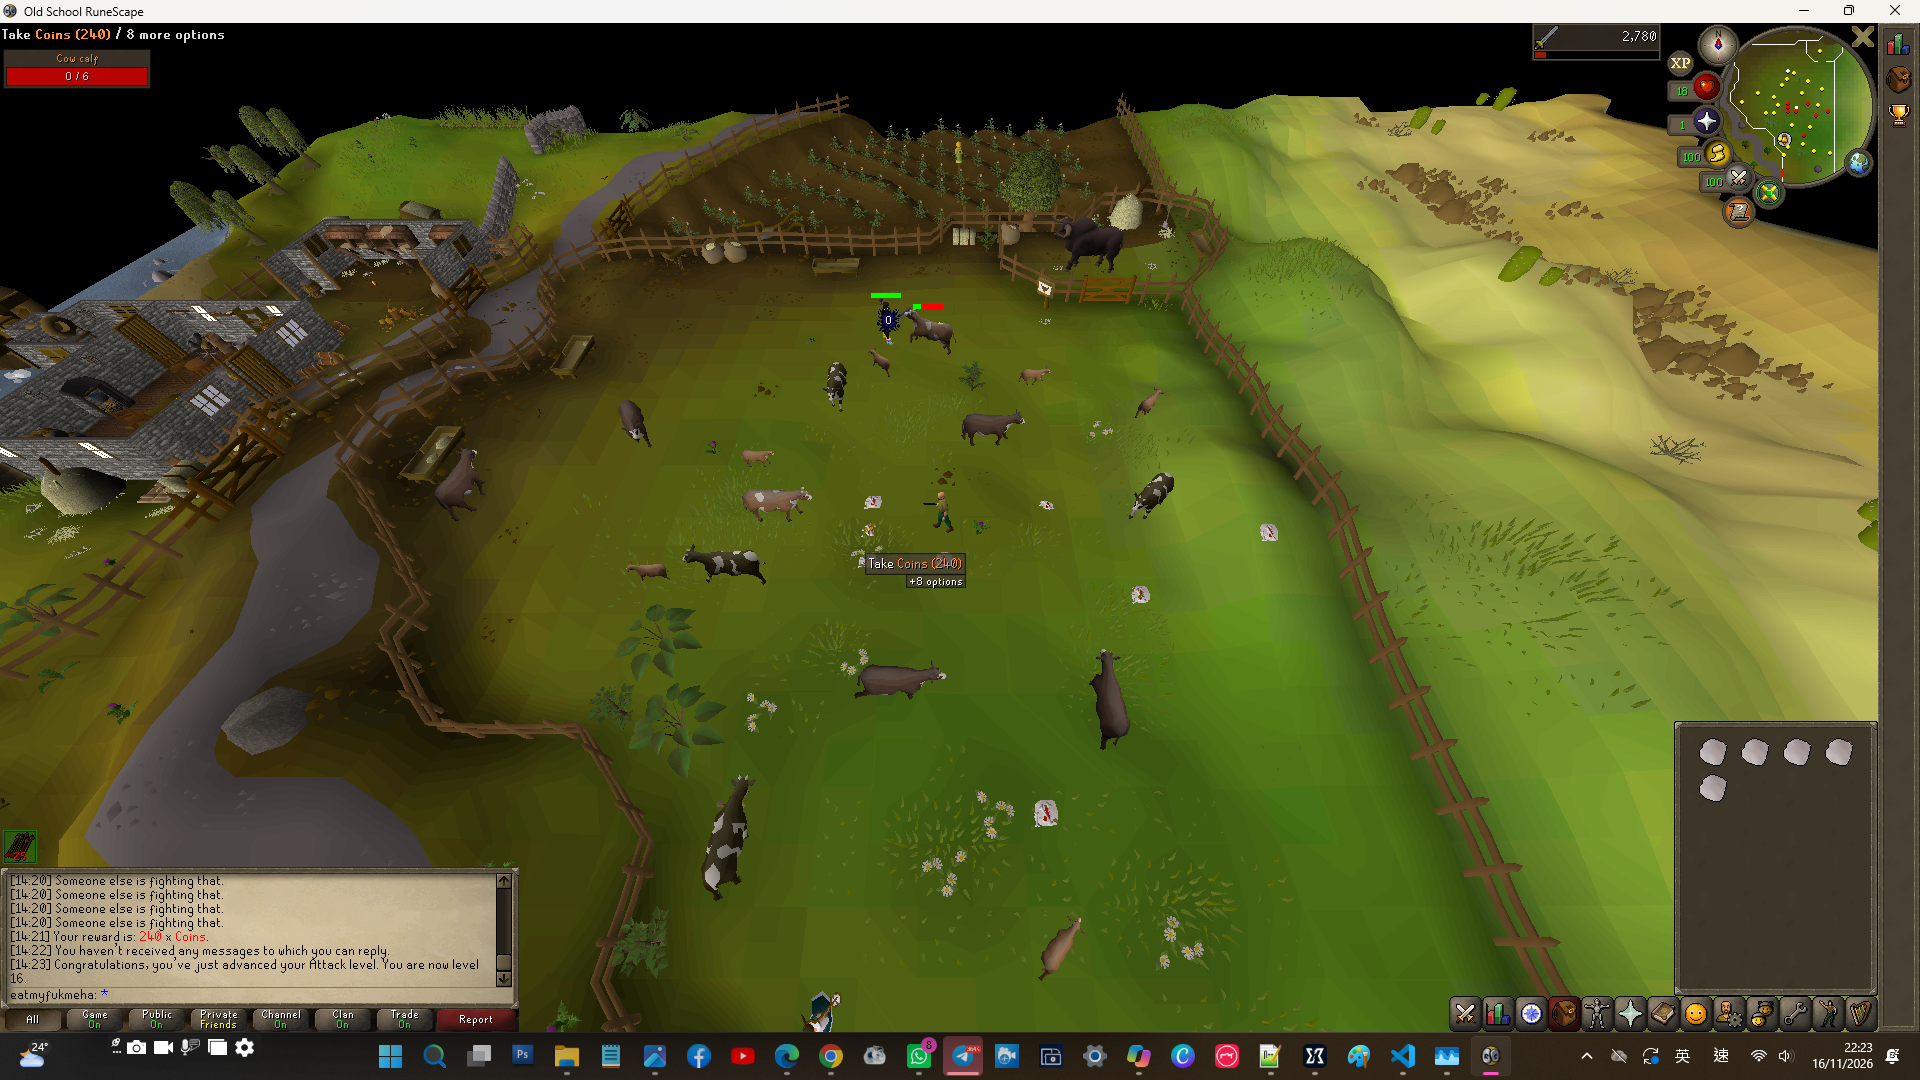 Old School RuneScape
Take Coins (240) / 8 more options
Cow calf
0 / 6
2,780
N
XP
18
1
100
100
0
Take Coins (240)
+8 options
25
[14:20] Someone else is fighting that.
[14:20] Someone else is fighting that.
[14:20] Someone else is fighting that.
[14:20] Someone else is fighting that.
[14:21] Your reward is: 240 x Coins.
[14:22] You haven't received any messages to which you can reply.
[14:23] Congratulations, you've just advanced your Attack level. You are now level
16.
eatmyfukmeha: *
All
Game
On
Public
On
Private
Friends
Channel
On
Clan
On
Trade
On
Report
24°
Ps
8
英
速
22:23
16/11/2026